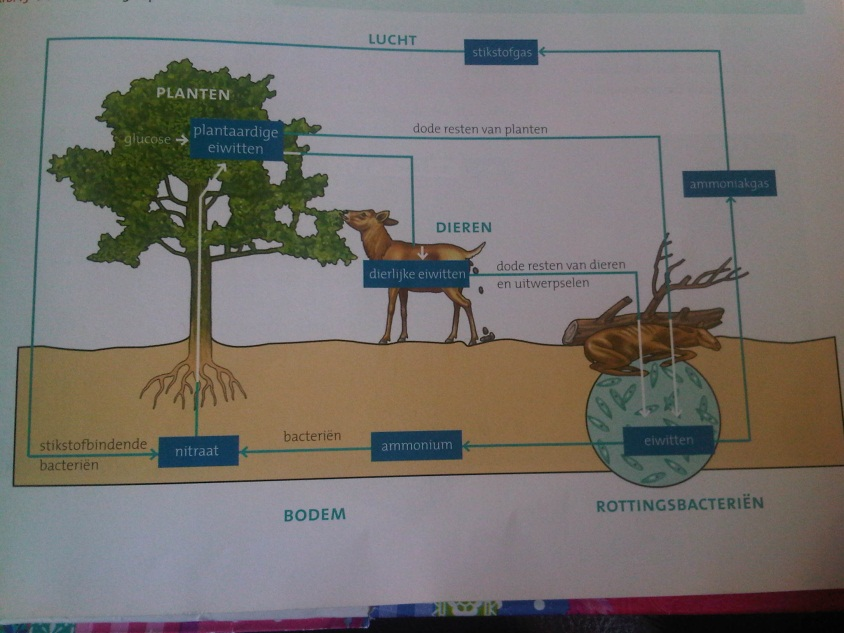 LUCHT
stikstofgas
PLANTEN
glucose
plantaardige
eiwitten
dode resten van planten
ammoniakgas
DIEREN
dierlijke eiwitten
dode resten van dieren
en uitwerpselen
stikstofbindende
bacteriën
nitraat
bacteriën
ammonium
eiwitten
BODEM
ROTTINGSBACTERIËN